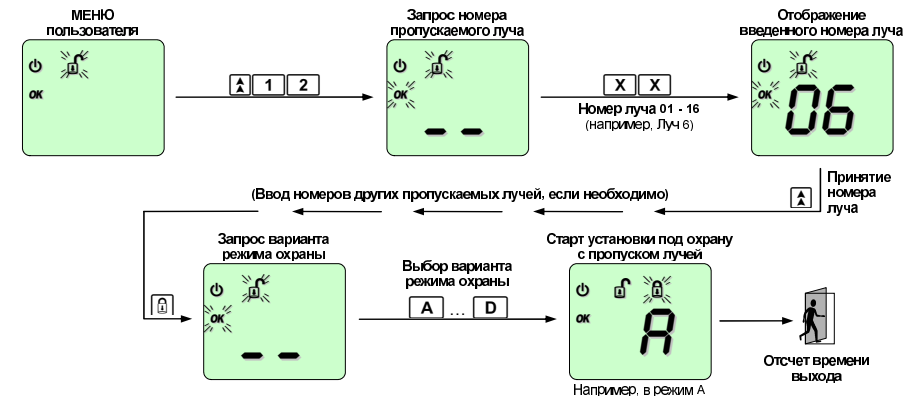 МЕНЮ
пользователя
OK
1 2
Запрос номера
пропускаемого луча
OK
– –
X X
Номер луча 01 - 16
(например, Луч 6)
Отображение
введенного номера луча
OK
06
Принятие
номера
луча
(Ввод номеров других пропускаемых лучей, если необходимо)
Запрос варианта
режима охраны
OK
– –
Выбор варианта
режима охраны
A ... D
Старт установки под охрану
с пропуском лучей
OK
A
Например, в режим А
Отсчет времени
выхода